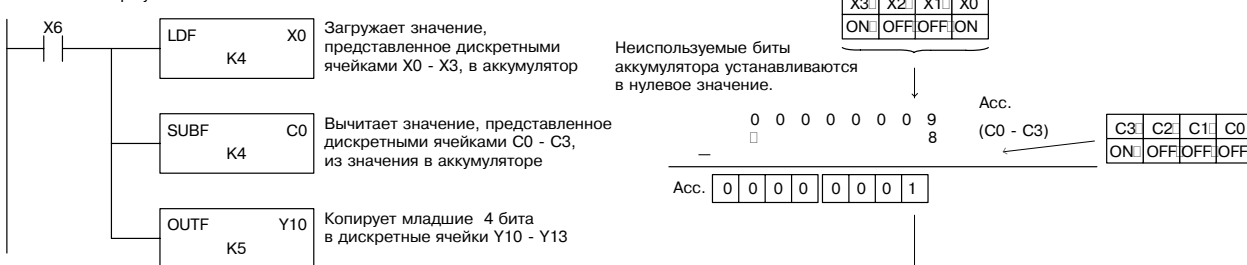 X6
LDF X0
K4
Загружает значение,
представленное дискретными
ячейками X0 - X3, в аккумулятор
SUBF C0
K4
Вычитает значение, представленное
дискретными ячейками C0 - C3,
из значения в аккумуляторе
OUTF Y10
K5
Копирует младшие 4 бита
в дискретные ячейки Y10 - Y13
X3 X2 X1 X0
ON OFF OFF ON
Неиспользуемые биты
аккумулятора устанавливаются
в нулевое значение.
0 0 0 0 0 0 0 9
Acc.
8
(C0 - C3)
_
C3 C2 C1 C0
ON OFF OFF OFF
Acc. 0 0 0 0 0 0 0 1